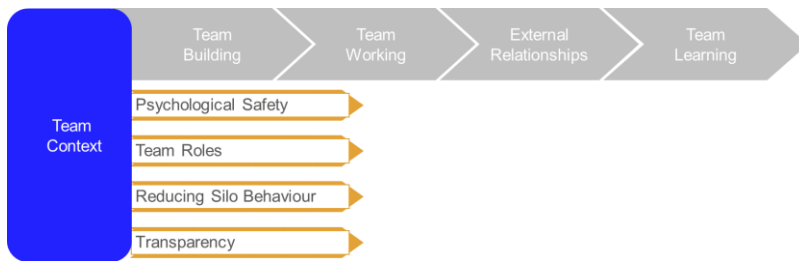 Team
Building
Team
Working
External
Relationships
Team
Learning
Team
Context
Psychological Safety
Team Roles
Reducing Silo Behaviour
Transparency